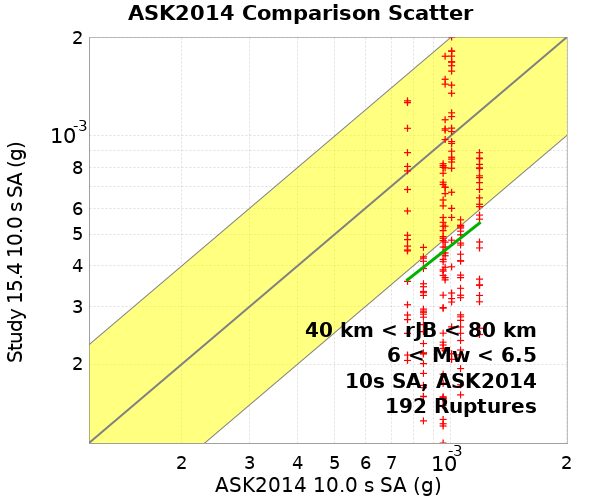 ASK2014 Comparison Scatter
2
10-3
8
6
5
4
3
2
Study 15.4 10.0 s SA (g)
40 km < rJB < 80 km
6 < Mw < 6.5
10s SA, ASK2014
192 Ruptures
2 3 4 5 6 7 10-3 2
ASK2014 10.0 s SA (g)